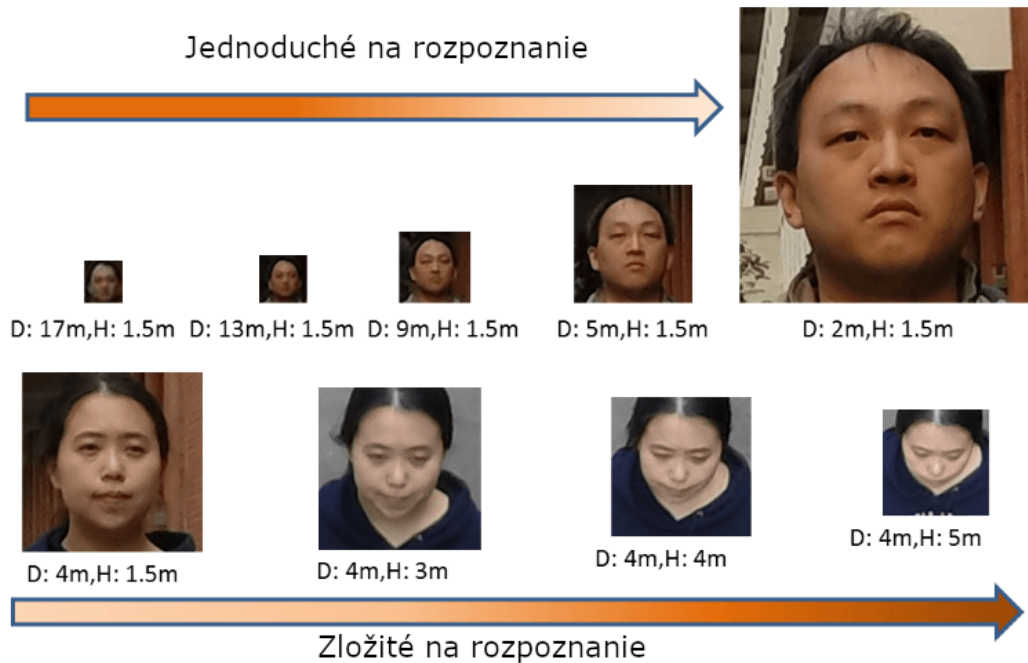 Jednoduché na rozpoznanie
D: 17m,H: 1.5m
D: 13m,H: 1.5m
D: 9m,H: 1.5m
D: 5m,H: 1.5m
D: 2m,H: 1.5m
D: 4m,H: 1.5m
D: 4m,H: 3m
D: 4m,H: 4m
D: 4m,H: 5m
Zložité na rozpoznanie